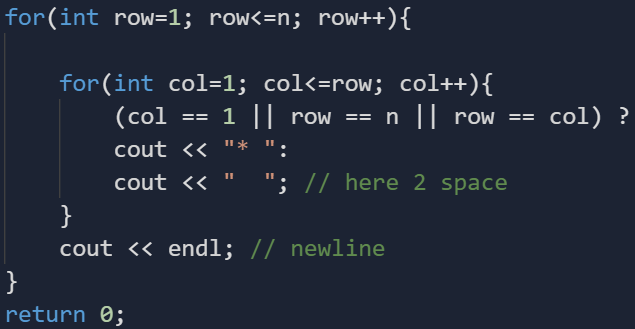 for(int row=1; row<=n; row++){
for(int col=1; col<=row; col++){
(col == 1 || row == n || row == col) ?
cout << "* ":
cout << "  "; // here 2 space
}
cout << endl; // newline
}
return 0;